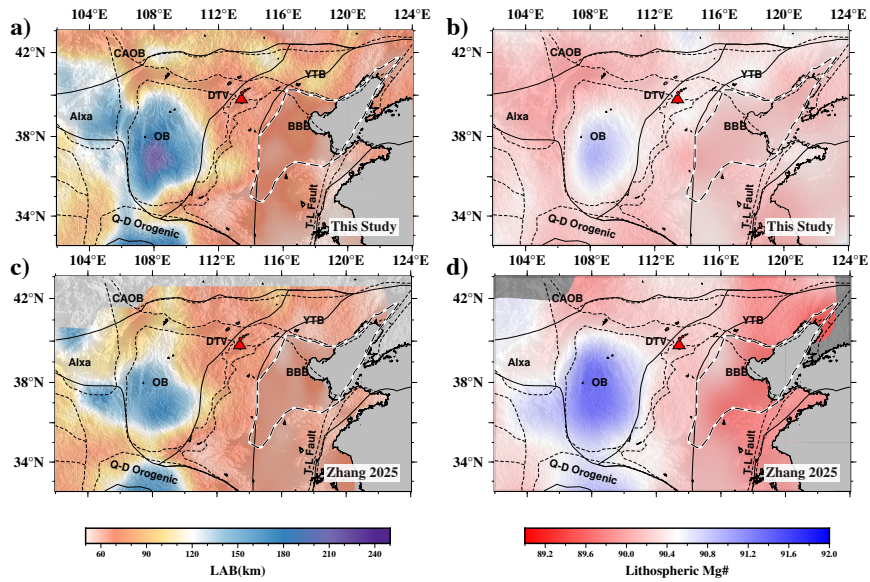 104°E 108°E 112°E 116°E 120°E 124°E
a)
42°N
38°N
34°N
CAOB
YTB
DTV
Alxa
OB
BBB
Q-D Orogenic
T-L Fault
This Study
104°E 108°E 112°E 116°E 120°E 124°E
b)
42°N
38°N
34°N
CAOB
YTB
DTV
Alxa
OB
BBB
Q-D Orogenic
T-L Fault
This Study
104°E 108°E 112°E 116°E 120°E 124°E
c)
42°N
38°N
34°N
CAOB
YTB
DTV
Alxa
OB
BBB
Q-D Orogenic
T-L Fault
Zhang 2025
104°E 108°E 112°E 116°E 120°E 124°E
d)
42°N
38°N
34°N
CAOB
YTB
DTV
Alxa
OB
BBB
Q-D Orogenic
T-L Fault
Zhang 2025
60 90 120 150 180 210 240
LAB(km)
89.2 89.6 90.0 90.4 90.8 91.2 91.6 92.0
Lithospheric Mg#